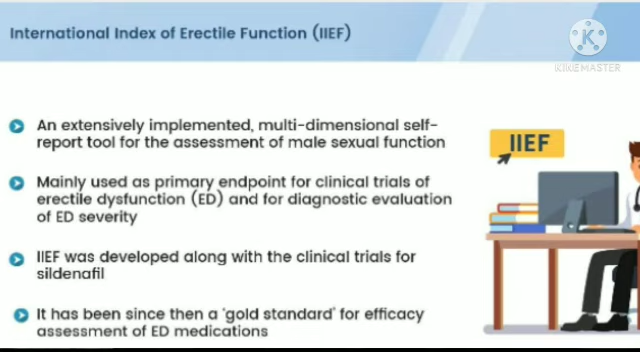 International Index of Erectile Function (IIEF)
K
KINEMASTER
An extensively implemented, multi-dimensional self-
report tool for the assessment of male sexual function
IIEF
Mainly used as primary endpoint for clinical trials of
erectile dysfunction (ED) and for diagnostic evaluation
of ED severity
IIEF was developed along with the clinical trials for
sildenafil
It has been since then a 'gold standard' for efficacy
assessment of ED medications